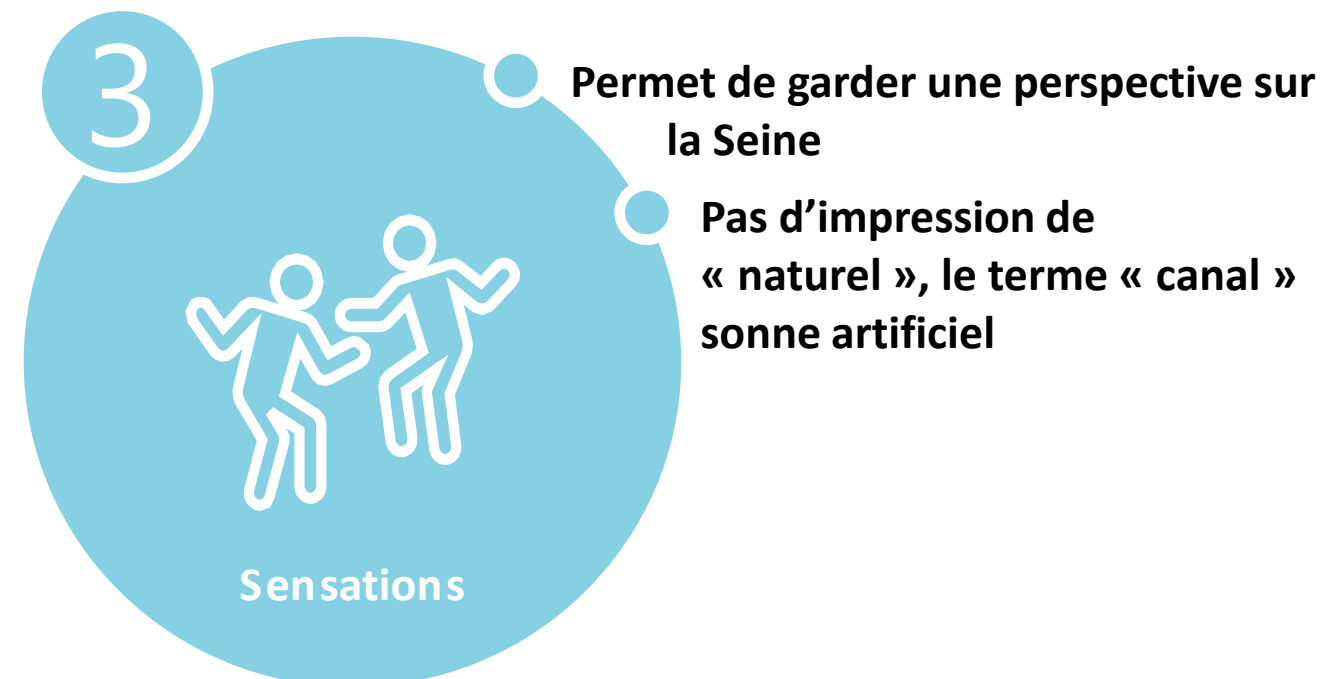 3
Permet de garder une perspective sur
la Seine
Pas d’impression de
« naturel », le terme « canal »
sonne artificiel
Sensations